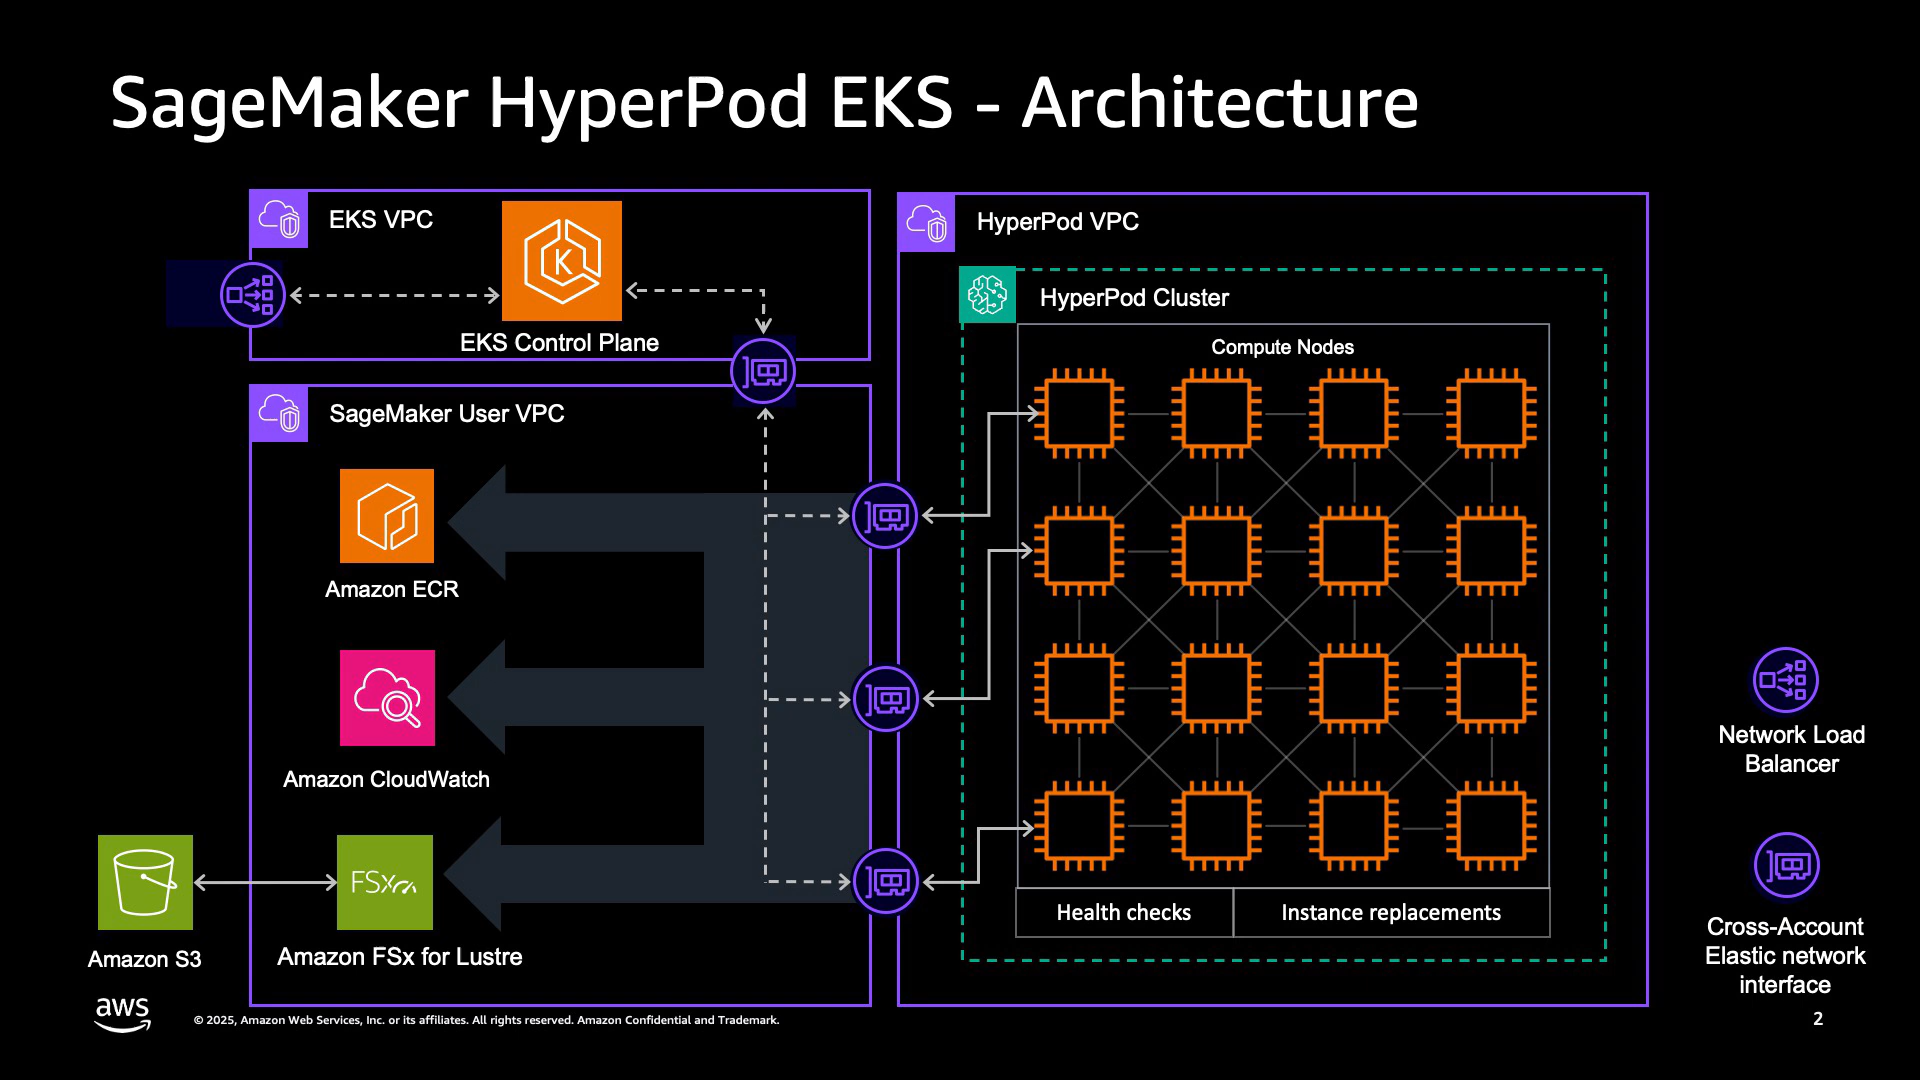 SageMaker HyperPod EKS - Architecture
EKS VPC
K
EKS Control Plane
SageMaker User VPC
Amazon ECR
Amazon CloudWatch
FSx
Amazon FSx for Lustre
Amazon S3
HyperPod VPC
HyperPod Cluster
Compute Nodes
Health checks
Instance replacements
Network Load
Balancer
Cross-Account
Elastic network
interface
aws
© 2025, Amazon Web Services, Inc. or its affiliates. All rights reserved. Amazon Confidential and Trademark.
2